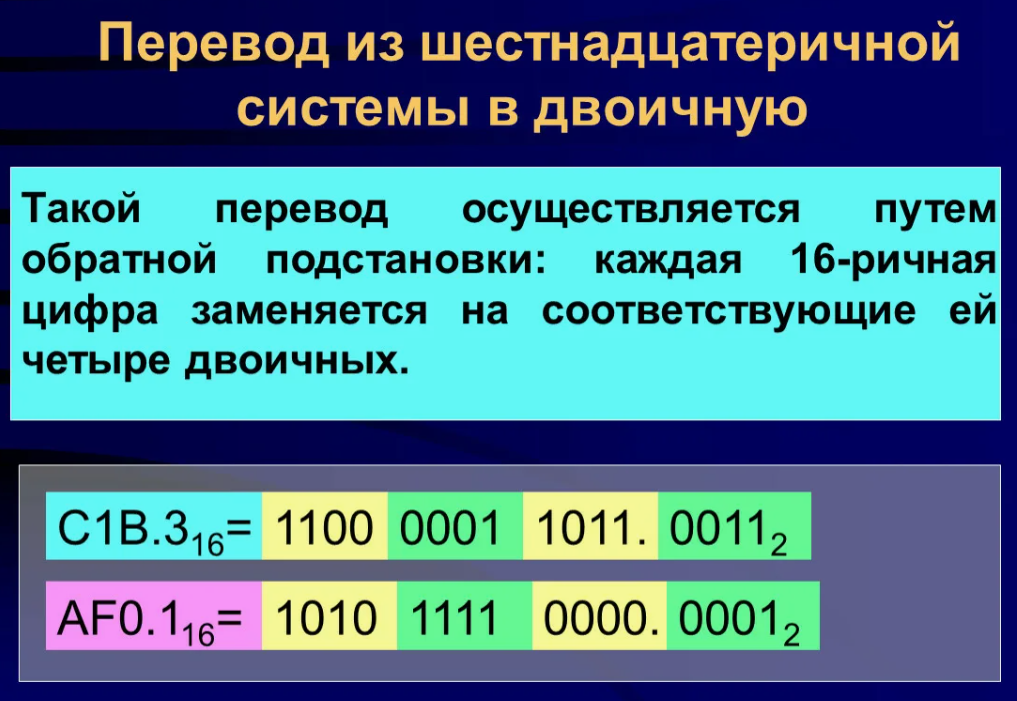 Перевод из шестнадцатеричной
системы в двоичную
Такой перевод осуществляется путем
обратной подстановки: каждая 16-ричная
цифра заменяется на соответствующие ей
четыре двоичных.
C1B.3₁₆= 1100 0001 1011. 0011₂
AF0.1₁₆= 1010 1111 0000. 0001₂